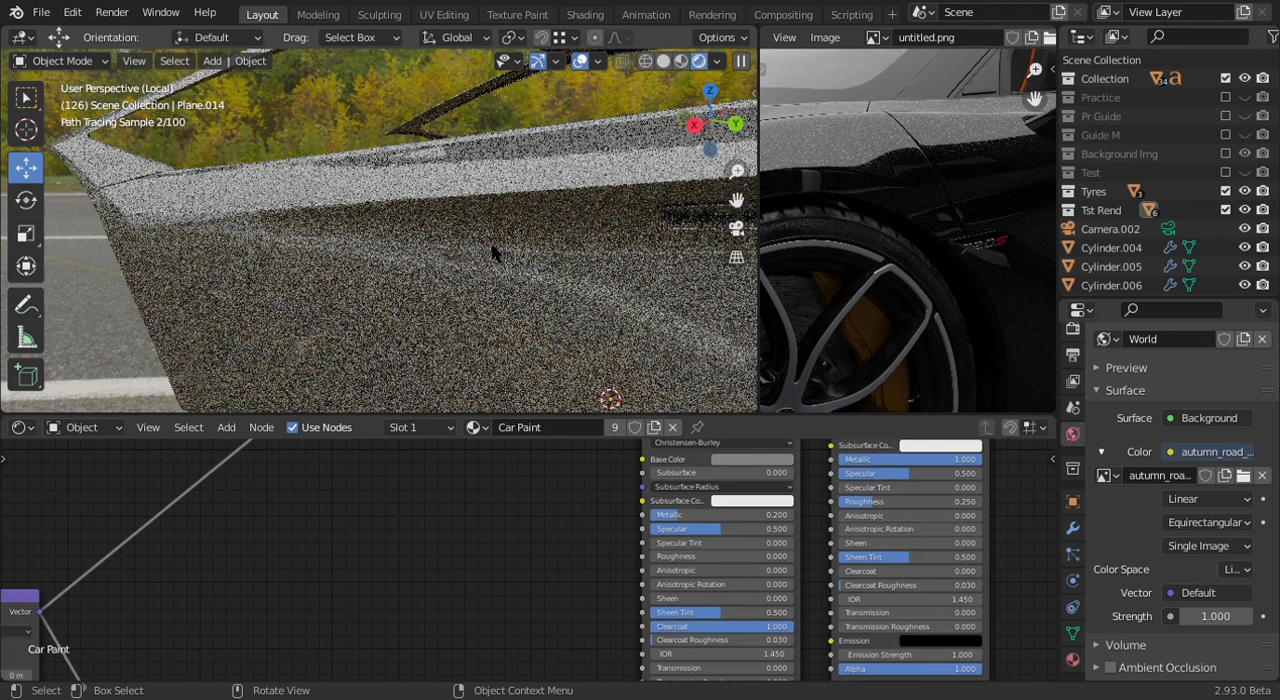 File Edit Render Window Help Layout Modeling Sculpting UV Editing Texture Paint Shading Animation Rendering Compositing Scripting + Scene View Layer
Orientation: Default Drag: Select Box Global Options
View Image untitled.png
Object Mode View Select Add Object
User Perspective (Local)
(126) Scene Collection | Plane.014
Path Tracing Sample 2/100
Z
X
Y
Scene Collection
Collection 34
Practice
Pr Guide
Guide M
Background Img
Test
Tyres 3
Tst Rend 6
Camera.002
Cylinder.004
Cylinder.005
Cylinder.006
World
Preview
Surface
Surface Background
Color autumn_road_...
autumn_roa...
Linear
Equirectangular
Single Image
Color Space Li...
Vector Default
Strength 1.000
Volume
Ambient Occlusion
Object View Select Add Node Use Nodes Slot 1 Car Paint 9
Vector
Car Paint
0 m
Christensen-Burley
Base Color
Subsurface 0.000
Subsurface Radius
Subsurface Co...
Metallic 0.200
Specular 0.500
Specular Tint 0.000
Roughness 0.000
Anisotropic 0.000
Anisotropic Rotation 0.000
Sheen 0.000
Sheen Tint 0.500
Clearcoat 1.000
Clearcoat Roughness 0.030
IOR 1.450
Transmission 0.000
Subsurface Co...
Metallic 1.000
Specular 0.500
Specular Tint 0.000
Roughness 0.250
Anisotropic 0.000
Anisotropic Rotation 0.000
Sheen 0.000
Sheen Tint 0.500
Clearcoat 0.000
Clearcoat Roughness 0.030
IOR 1.450
Transmission 0.000
Transmission Roughness 0.000
Emission
Emission Strength 1.000
Alpha 1.000
Select Box Select Rotate View Object Context Menu 2.93.0 Beta